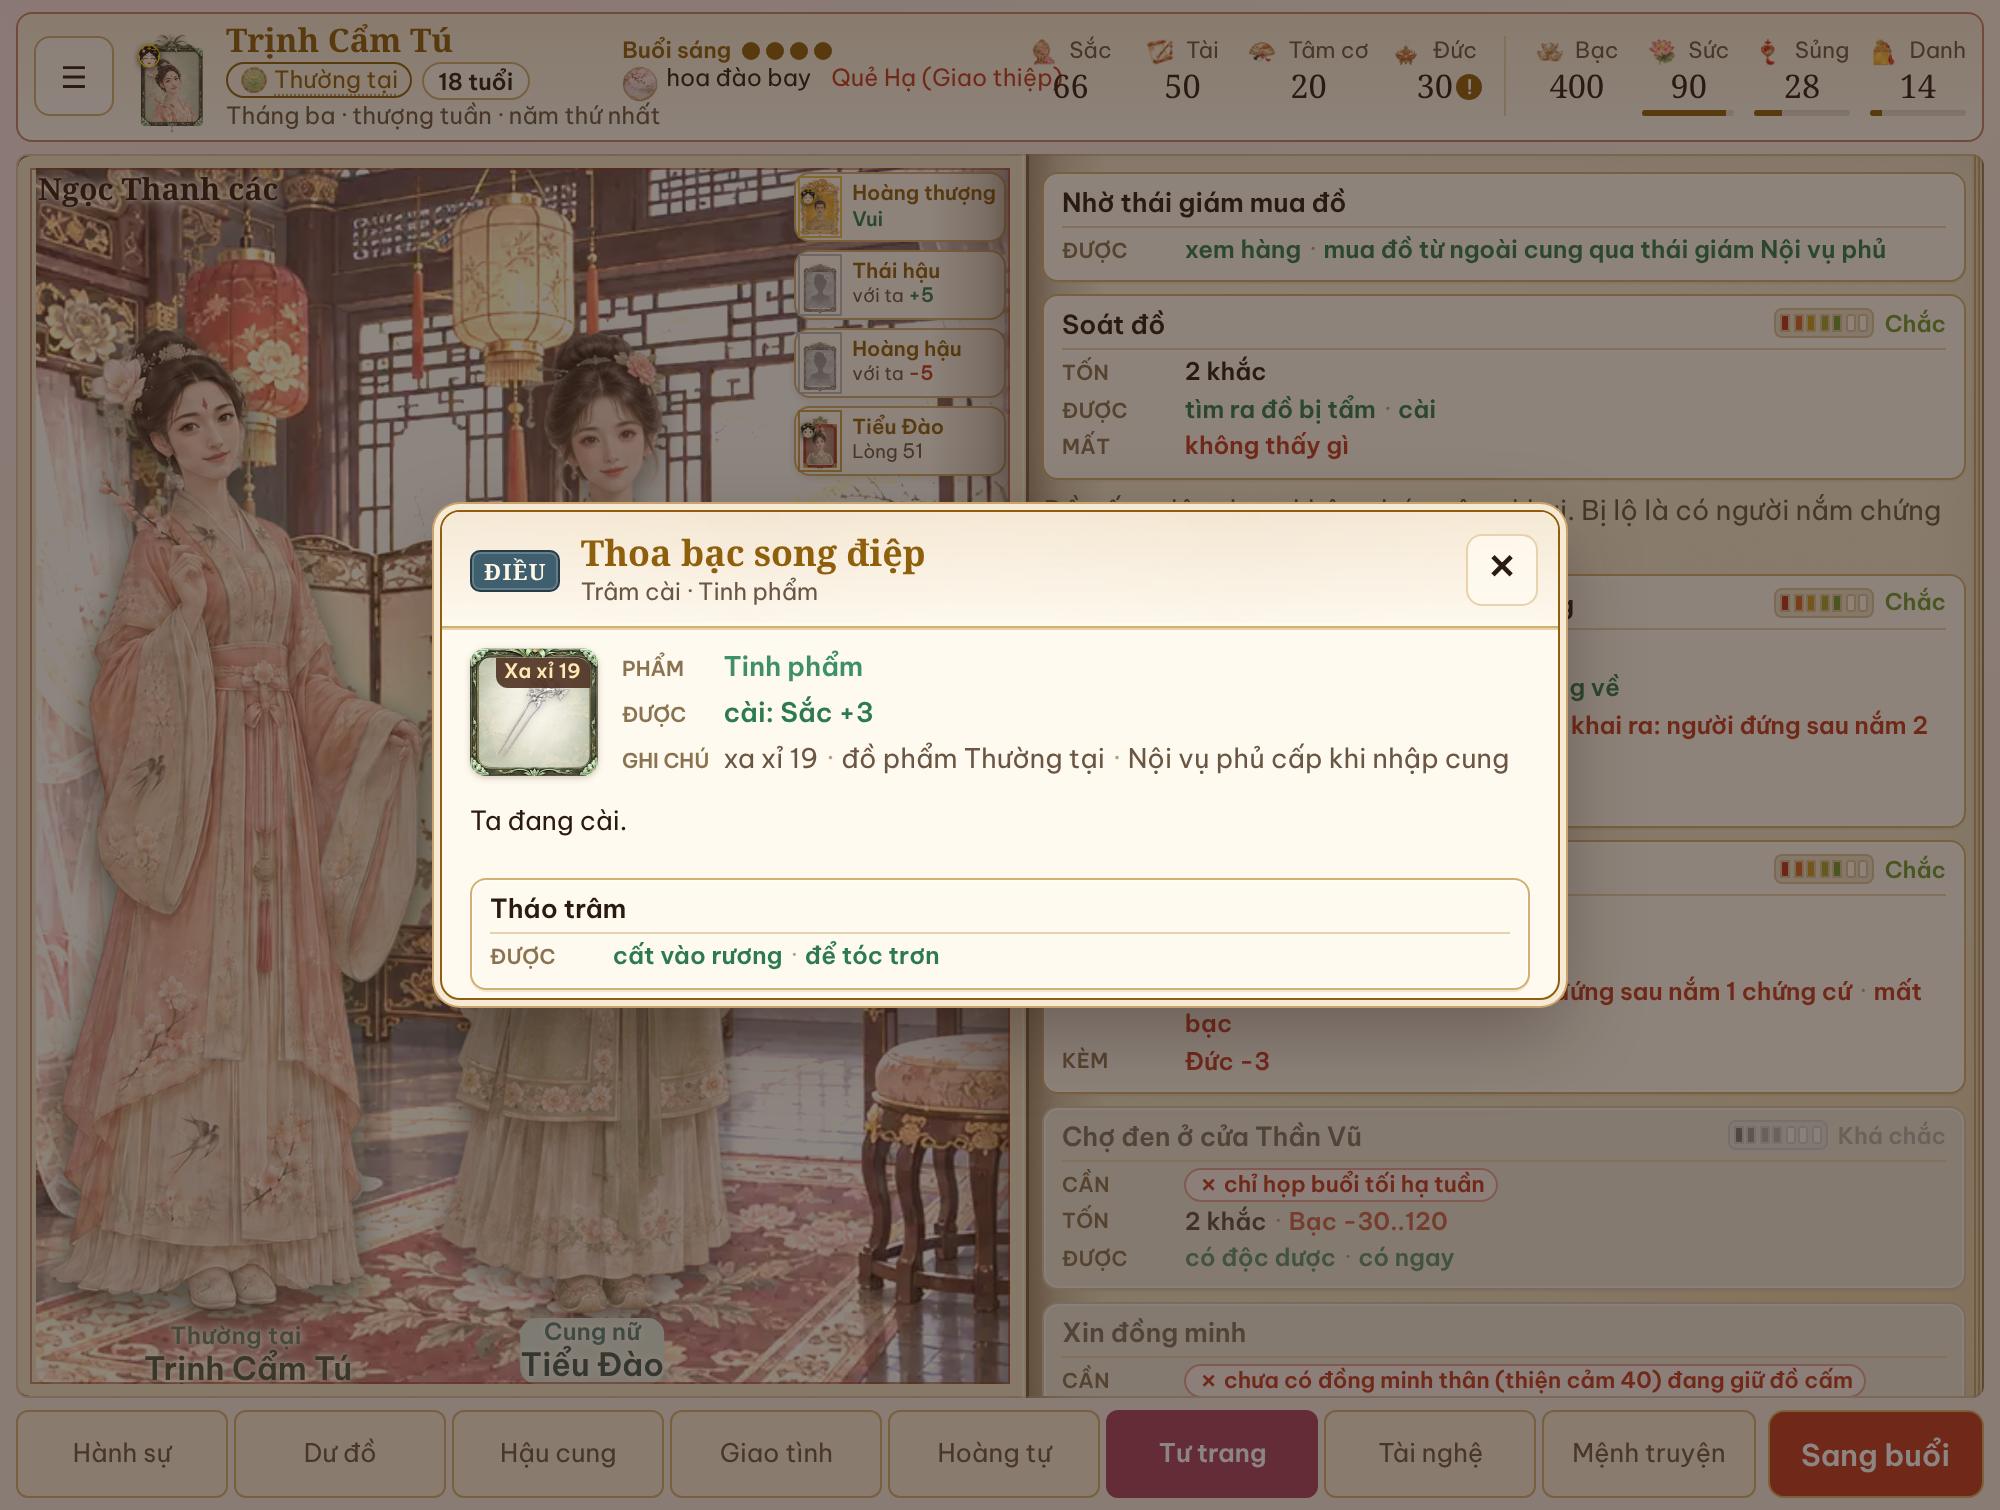 Trịnh Cẩm Tú
Thường tại
18 tuổi
Tháng ba · thượng tuần · năm thứ nhất
Buổi sáng
hoa đào bay
Quẻ Hạ (Giao thiệp)
Sắc
66
Tài
50
Tâm cơ
20
Đức
30
!
Bạc
400
Sức
90
Sủng
28
Danh
14
Ngọc Thanh các
Hoàng thượng
Vui
Thái hậu
với ta +5
Hoàng hậu
với ta -5
Tiểu Đào
Lòng 51
Thường tại
Trịnh Cẩm Tú
Cung nữ
Tiểu Đào
Nhờ thái giám mua đồ
ĐƯỢC xem hàng · mua đồ từ ngoài cung qua thái giám Nội vụ phủ
Soát đồ
Chắc
TỐN 2 khắc
ĐƯỢC tìm ra đồ bị tẩm · cài
MẤT không thấy gì
Bị lộ là có người nắm chứng
Chắc
về
khai ra: người đứng sau nắm 2
Chắc
đứng sau nắm 1 chứng cứ · mất
bạc
KÈM Đức -3
Chợ đen ở cửa Thần Vũ
Khá chắc
CẦN × chỉ họp buổi tối hạ tuần
TỐN 2 khắc · Bạc -30..120
ĐƯỢC có độc dược · có ngay
Xin đồng minh
CẦN × chưa có đồng minh thân (thiện cảm 40) đang giữ đồ cấm
ĐIỀU
Thoa bạc song điệp
Trâm cài · Tinh phẩm
×
Xa xỉ 19
PHẨM Tinh phẩm
ĐƯỢC cài: Sắc +3
GHI CHÚ xa xỉ 19 · đồ phẩm Thường tại · Nội vụ phủ cấp khi nhập cung
Ta đang cài.
Tháo trâm
ĐƯỢC cất vào rương · để tóc trơn
Hành sự
Dư đồ
Hậu cung
Giao tình
Hoàng tự
Tư trang
Tài nghệ
Mệnh truyện
Sang buổi